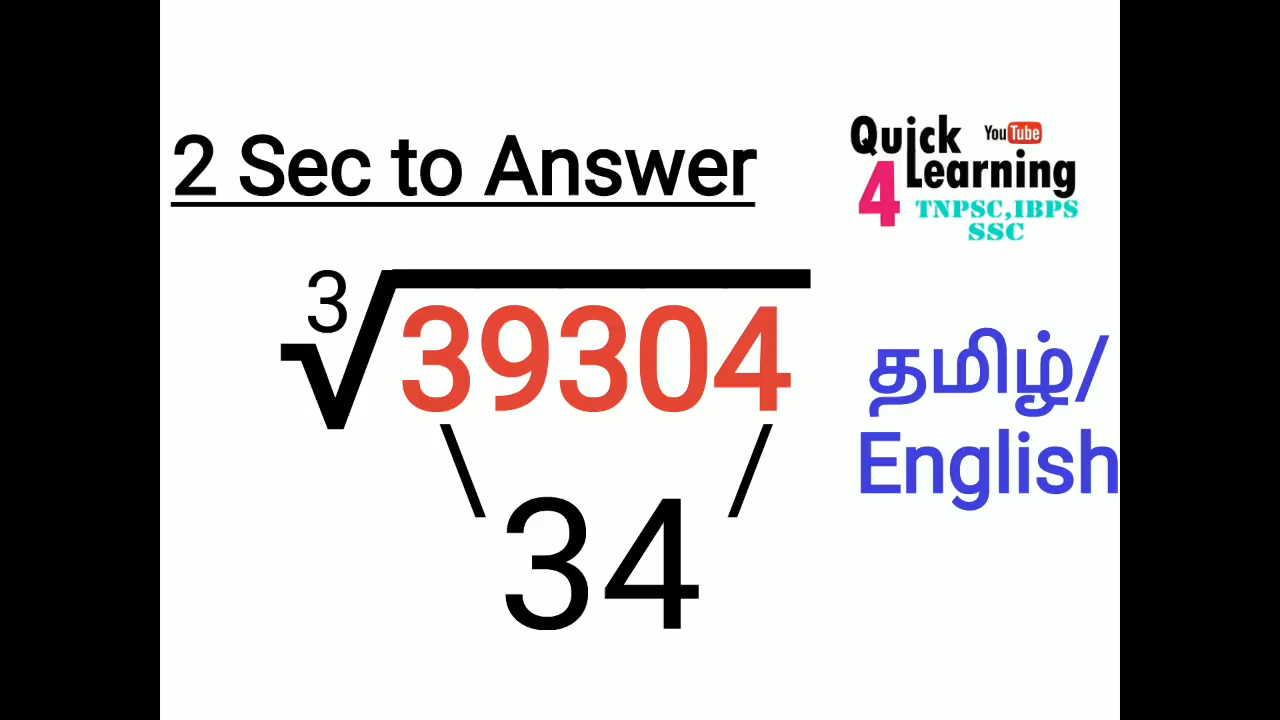 2 Sec to Answer
Quick YouTube
4 Learning
TNPSC,IBPS
SSC
3√39304
தமிழ்/
English
34